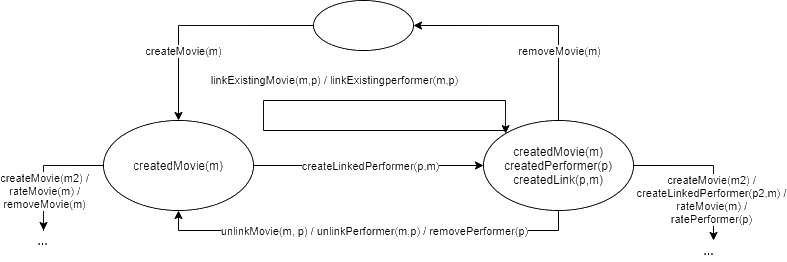 createMovie(m)
removeMovie(m)
linkExistingMovie(m,p) / linkExistingperformer(m,p)
createdMovie(m)
createLinkedPerformer(p,m)
createdMovie(m)
createdPerformer(p)
createdLink(p,m)
createMovie(m2) /
rateMovie(m) /
removeMovie(m)
...
createMovie(m2) /
createLinkedPerformer(p2,m) /
rateMovie(m) /
ratePerformer(p)
...
unlinkMovie(m, p) / unlinkPerformer(m,p) / removePerformer(p)